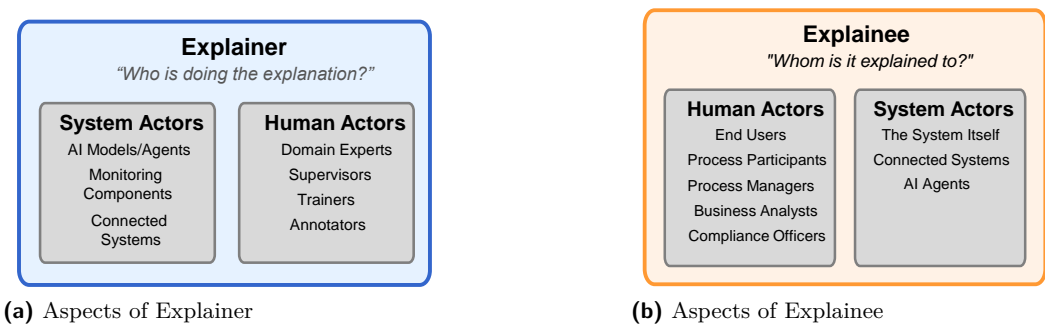 Explainer
“Who is doing the explanation?”
System Actors
AI Models/Agents
Monitoring
Components
Connected
Systems
Human Actors
Domain Experts
Supervisors
Trainers
Annotators
(a) Aspects of Explainer
Explainee
"Whom is it explained to?"
Human Actors
End Users
Process Participants
Process Managers
Business Analysts
Compliance Officers
System Actors
The System Itself
Connected Systems
AI Agents
(b) Aspects of Explainee